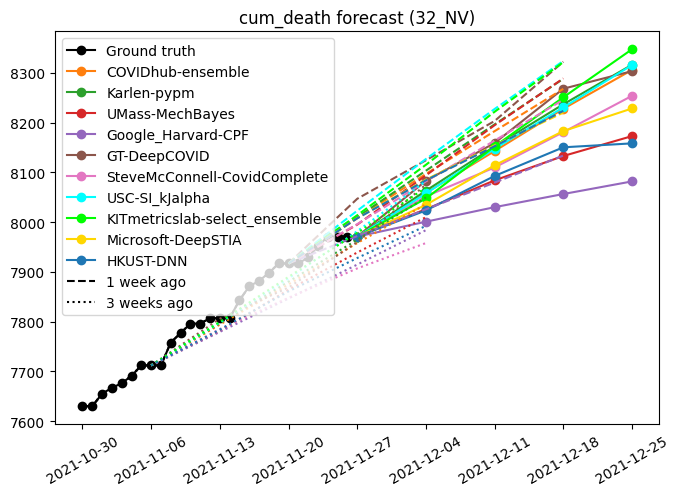 cum_death forecast (32_NV)
Ground truth
COVIDhub-ensemble
Karlen-pypm
UMass-MechBayes
Google_Harvard-CPF
GT-DeepCOVID
SteveMcConnell-CovidComplete
USC-SI_kJalpha
KITmetricslab-select_ensemble
Microsoft-DeepSTIA
HKUST-DNN
1 week ago
3 weeks ago
8300
8200
8100
8000
7900
7800
7700
7600
2021-10-30
2021-11-06
2021-11-13
2021-11-20
2021-11-27
2021-12-04
2021-12-11
2021-12-18
2021-12-25